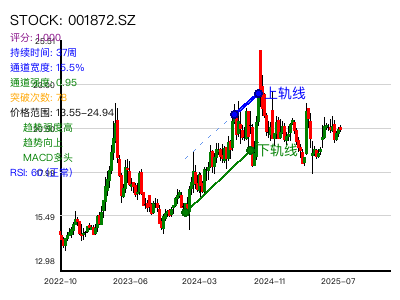 STOCK: 001872.SZ
评分: 1.000
持续时间: 37周
通道宽度: 15.5%
通道强度: 0.95
突破次数:
价格范围: 13.55-24.94
趋势强度高
趋势向上
MACD多头
RSI: 60 (正常)
上轨线
下轨线
15.49
12.98
2022-10
2023-06
2024-03
2024-11
2025-07